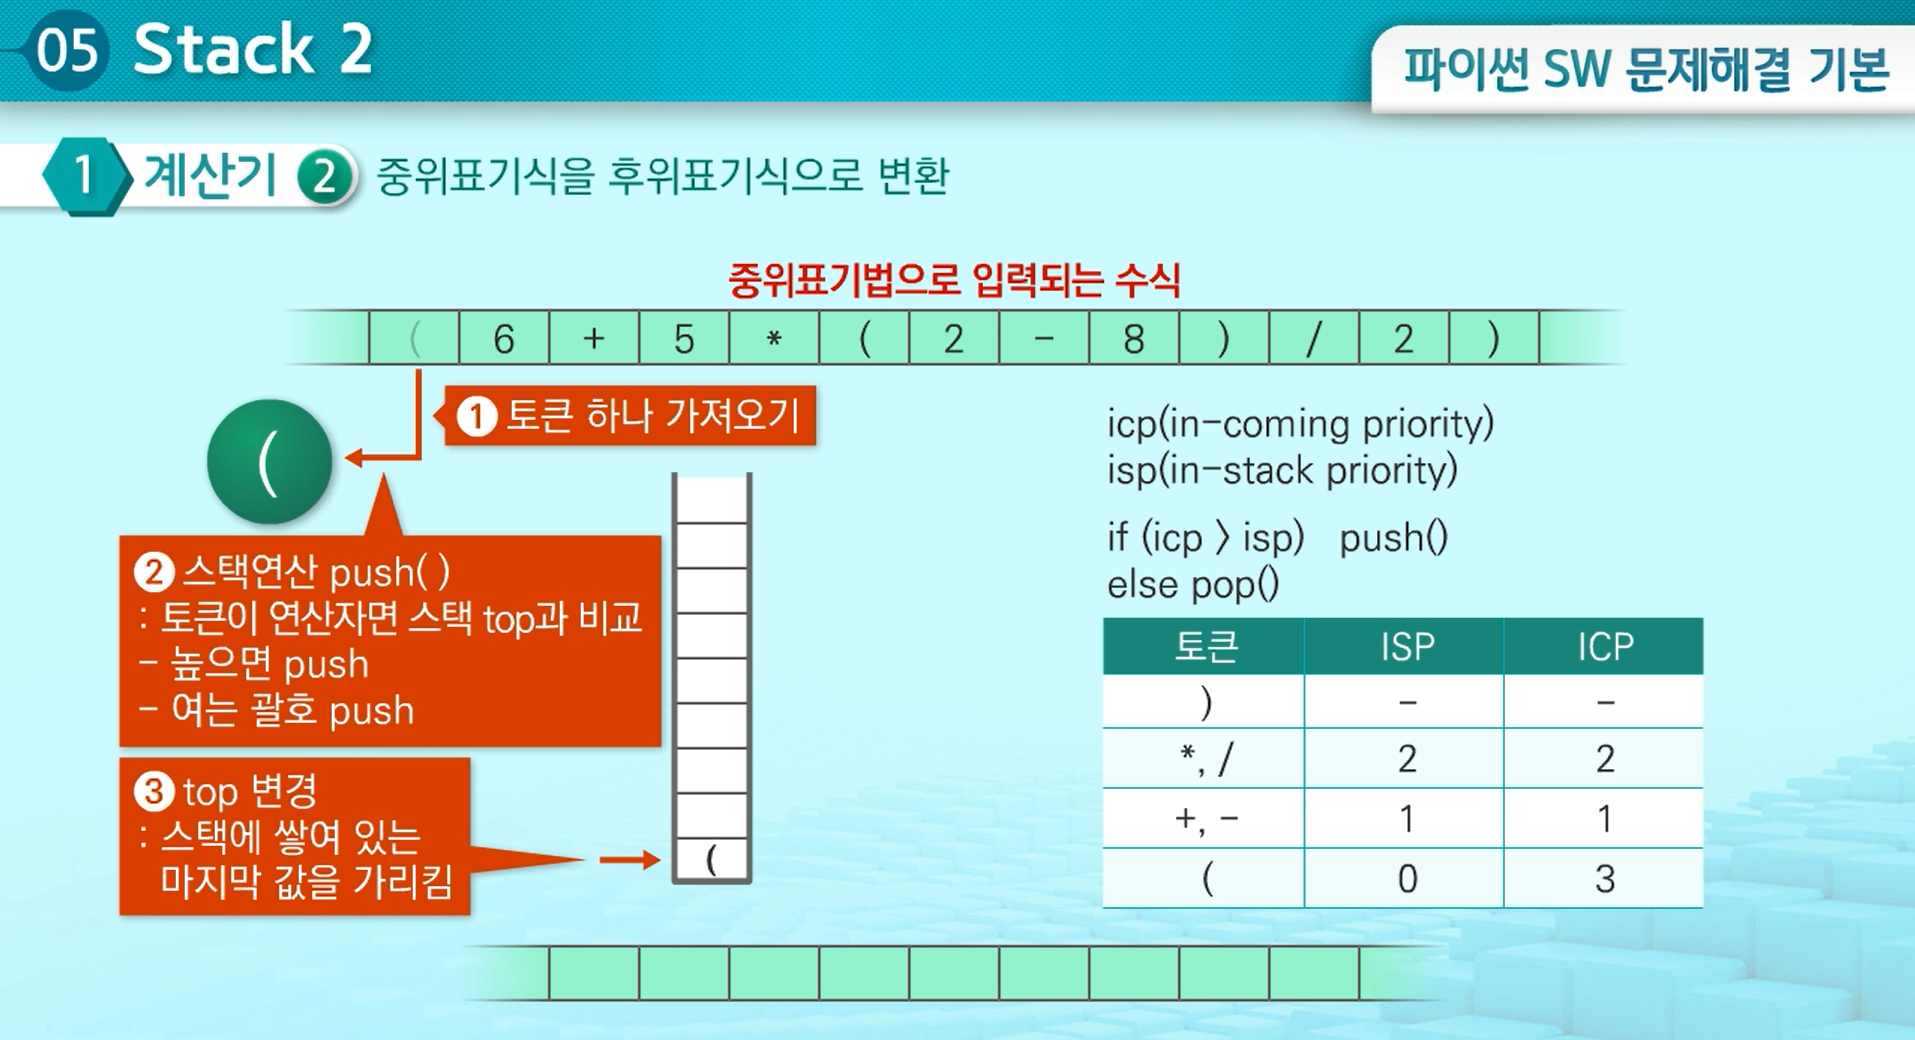 05 Stack 2
파이썬 SW 문제해결 기본
1 계산기 2 중위표기식을 후위표기식으로 변환
중위표기법으로 입력되는 수식
( 6 + 5 * ( 2 - 8 ) / 2 )
1 토큰 하나 가져오기
(
2 스택연산 push( )
: 토큰이 연산자면 스택 top과 비교
- 높으면 push
- 여는 괄호 push
3 top 변경
: 스택에 쌓여 있는
마지막 값을 가리킴
(
icp(in-coming priority)
isp(in-stack priority)
if (icp > isp) push()
else pop()
토큰 ISP ICP
) - -
*, / 2 2
+, - 1 1
( 0 3